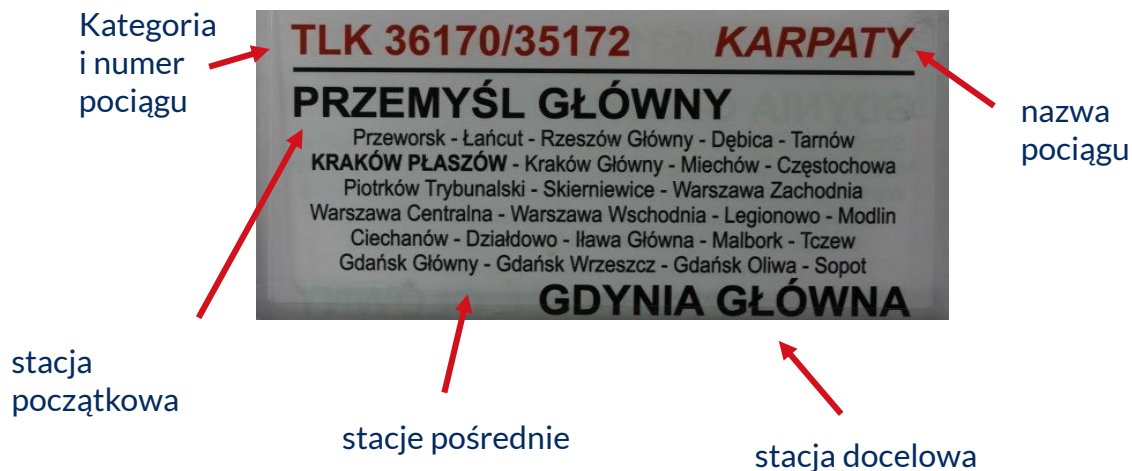 Kategoria
i numer
pociągu
TLK 36170/35172 KARPATY
PRZEMYŚL GŁÓWNY
Przeworsk - Łańcut - Rzeszów Główny - Dębica - Tarnów
KRAKÓW PŁASZÓW - Kraków Główny - Miechów - Częstochowa
Piotrków Trybunalski - Skierniewice - Warszawa Zachodnia
Warszawa Centralna - Warszawa Wschodnia - Legionowo - Modlin
Ciechanów - Działdowo - Iława Główna - Malbork - Tczew
Gdańsk Główny - Gdańsk Wrzeszcz - Gdańsk Oliwa - Sopot
GDYNIA GŁÓWNA
nazwa
pociągu
stacja
początkowa
stacje pośrednie
stacja docelowa